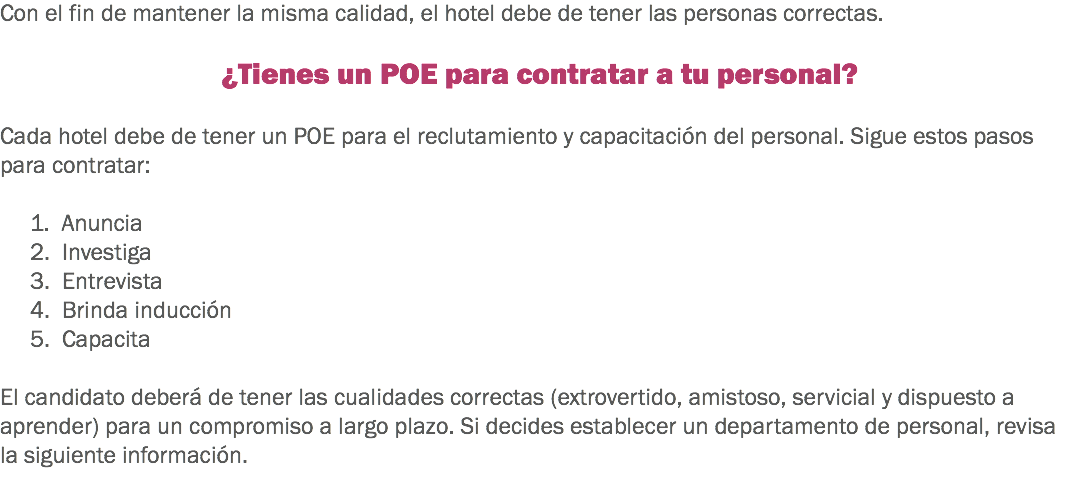 Con el fin de mantener la misma calidad, el hotel debe de tener las personas correctas.
¿Tienes un POE para contratar a tu personal?
Cada hotel debe de tener un POE para el reclutamiento y capacitación del personal. Sigue estos pasos
para contratar:
1. Anuncia
2. Investiga
3. Entrevista
4. Brinda inducción
5. Capacita
El candidato deberá de tener las cualidades correctas (extrovertido, amistoso, servicial y dispuesto a
aprender) para un compromiso a largo plazo. Si decides establecer un departamento de personal, revisa
la siguiente información.